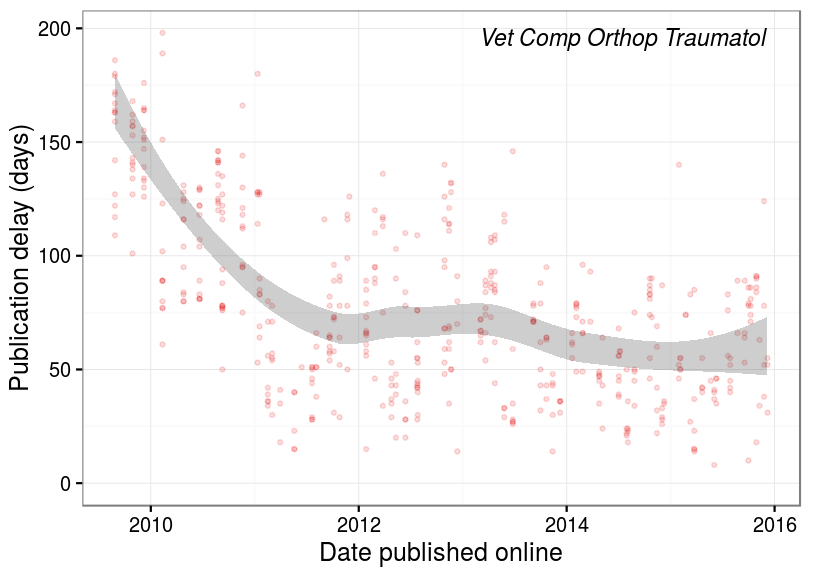 Vet Comp Orthop Traumatol
Publication delay (days)
200
150
100
50
0
2010 2012 2014 2016
Date published online